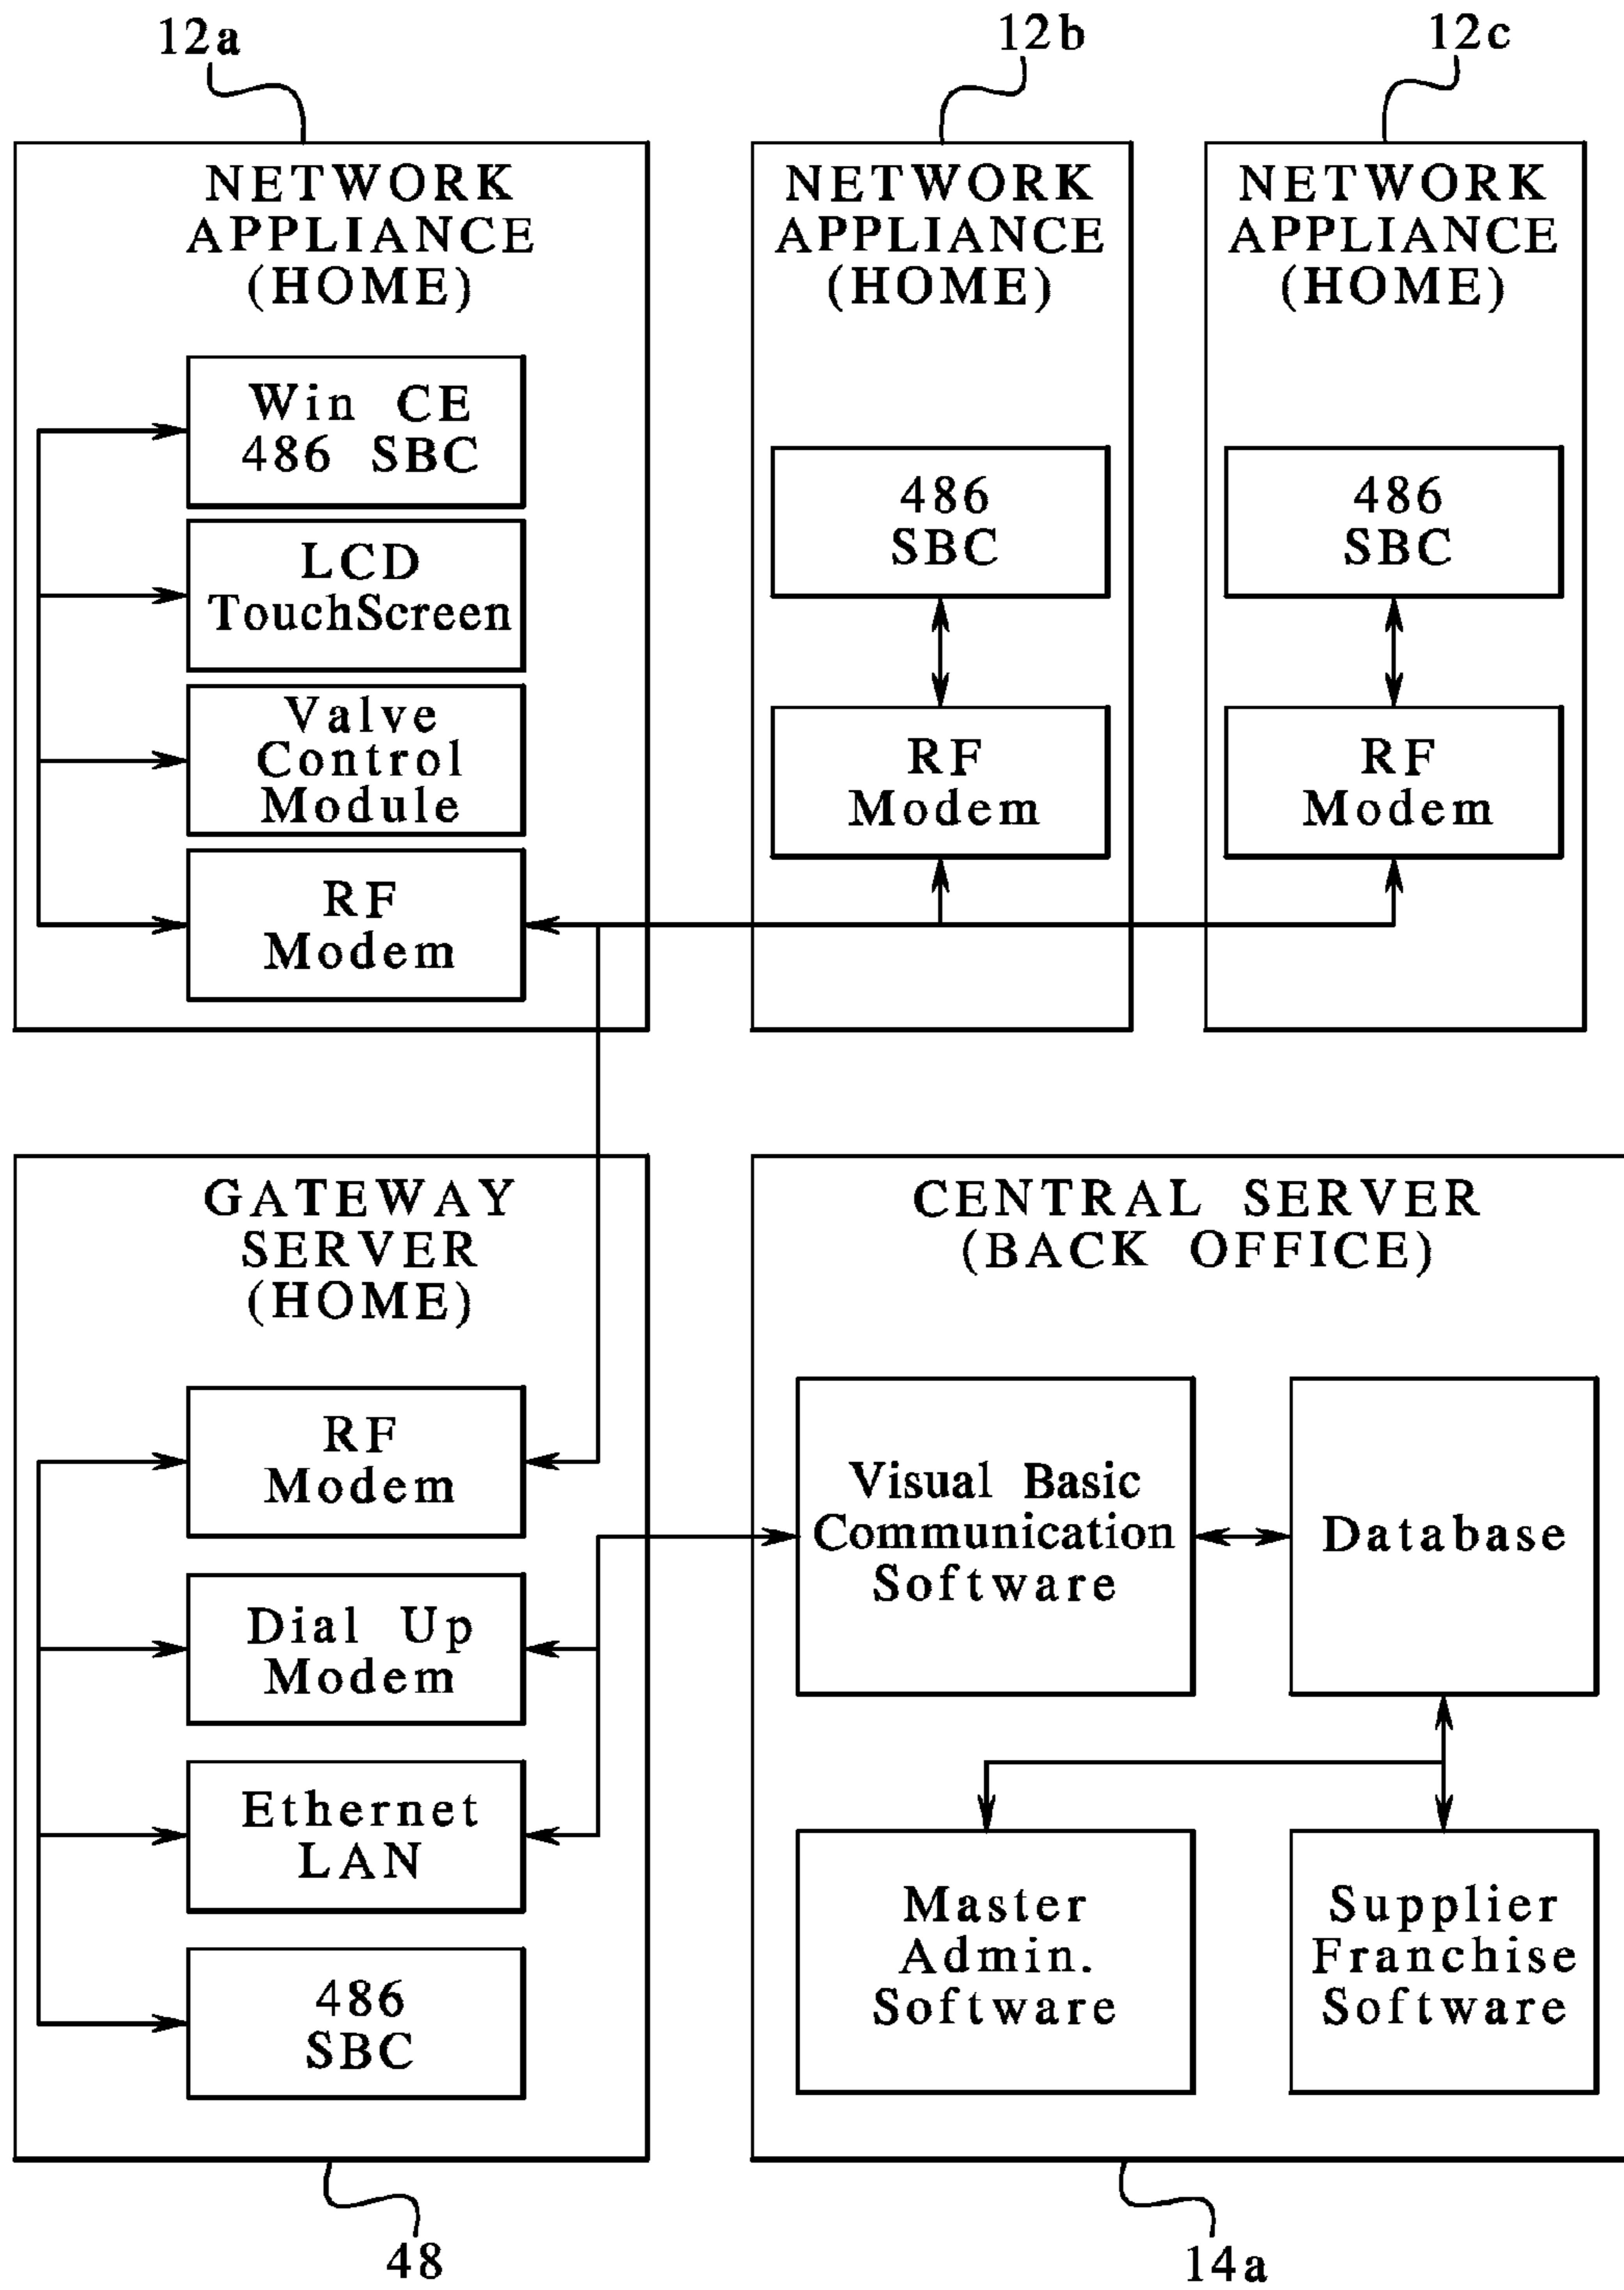 12a
12b
12c
NETWORK
APPLIANCE
(HOME)
Win CE
486 SBC
LCD
TouchScreen
Valve
Control
Module
RF
Modem
NETWORK
APPLIANCE
(HOME)
486
SBC
RF
Modem
NETWORK
APPLIANCE
(HOME)
486
SBC
RF
Modem
GATEWAY
SERVER
(HOME)
RF
Modem
Dial Up
Modem
Ethernet
LAN
486
SBC
48
CENTRAL SERVER
(BACK OFFICE)
Visual Basic
Communication
Software
Database
Master
Admin.
Software
Supplier
Franchise
Software
14a